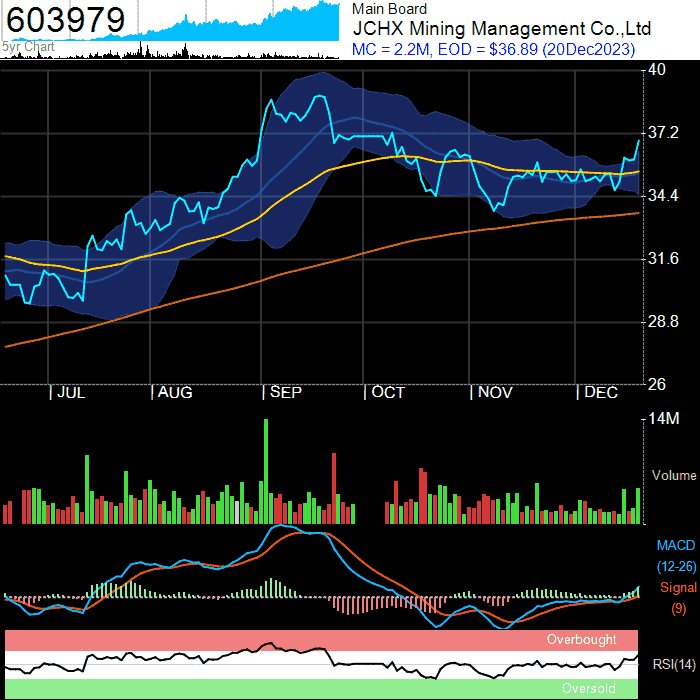 603979
5yr Chart
Main Board
JCHX Mining Management Co.,Ltd
MC = 2.2M, EOD = $36.89 (20Dec2023)
40
37.2
34.4
31.6
28.8
26
| JUL | AUG | SEP | OCT | NOV | DEC
14M
Volume
MACD
(12-26)
Signal
(9)
Overbought
RSI(14)
Oversold